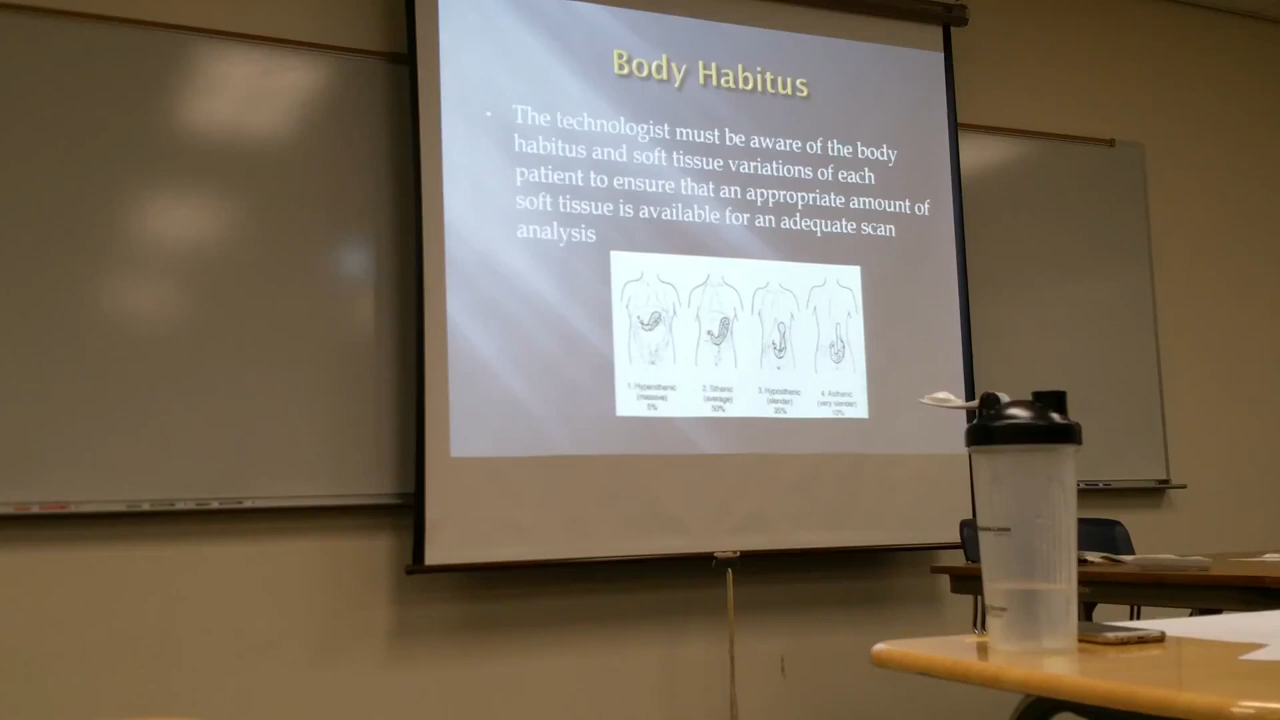 Body Habitus
The technologist must be aware of the body
habitus and soft tissue variations of each
patient to ensure that an appropriate amount of
soft tissue is available for an adequate scan
analysis
1. Hypersthenic 2. Sthenic 3. Hyposthenic 4. Asthenic
(massive) (average) (slender) (very slender)
5% 50% 35% 10%